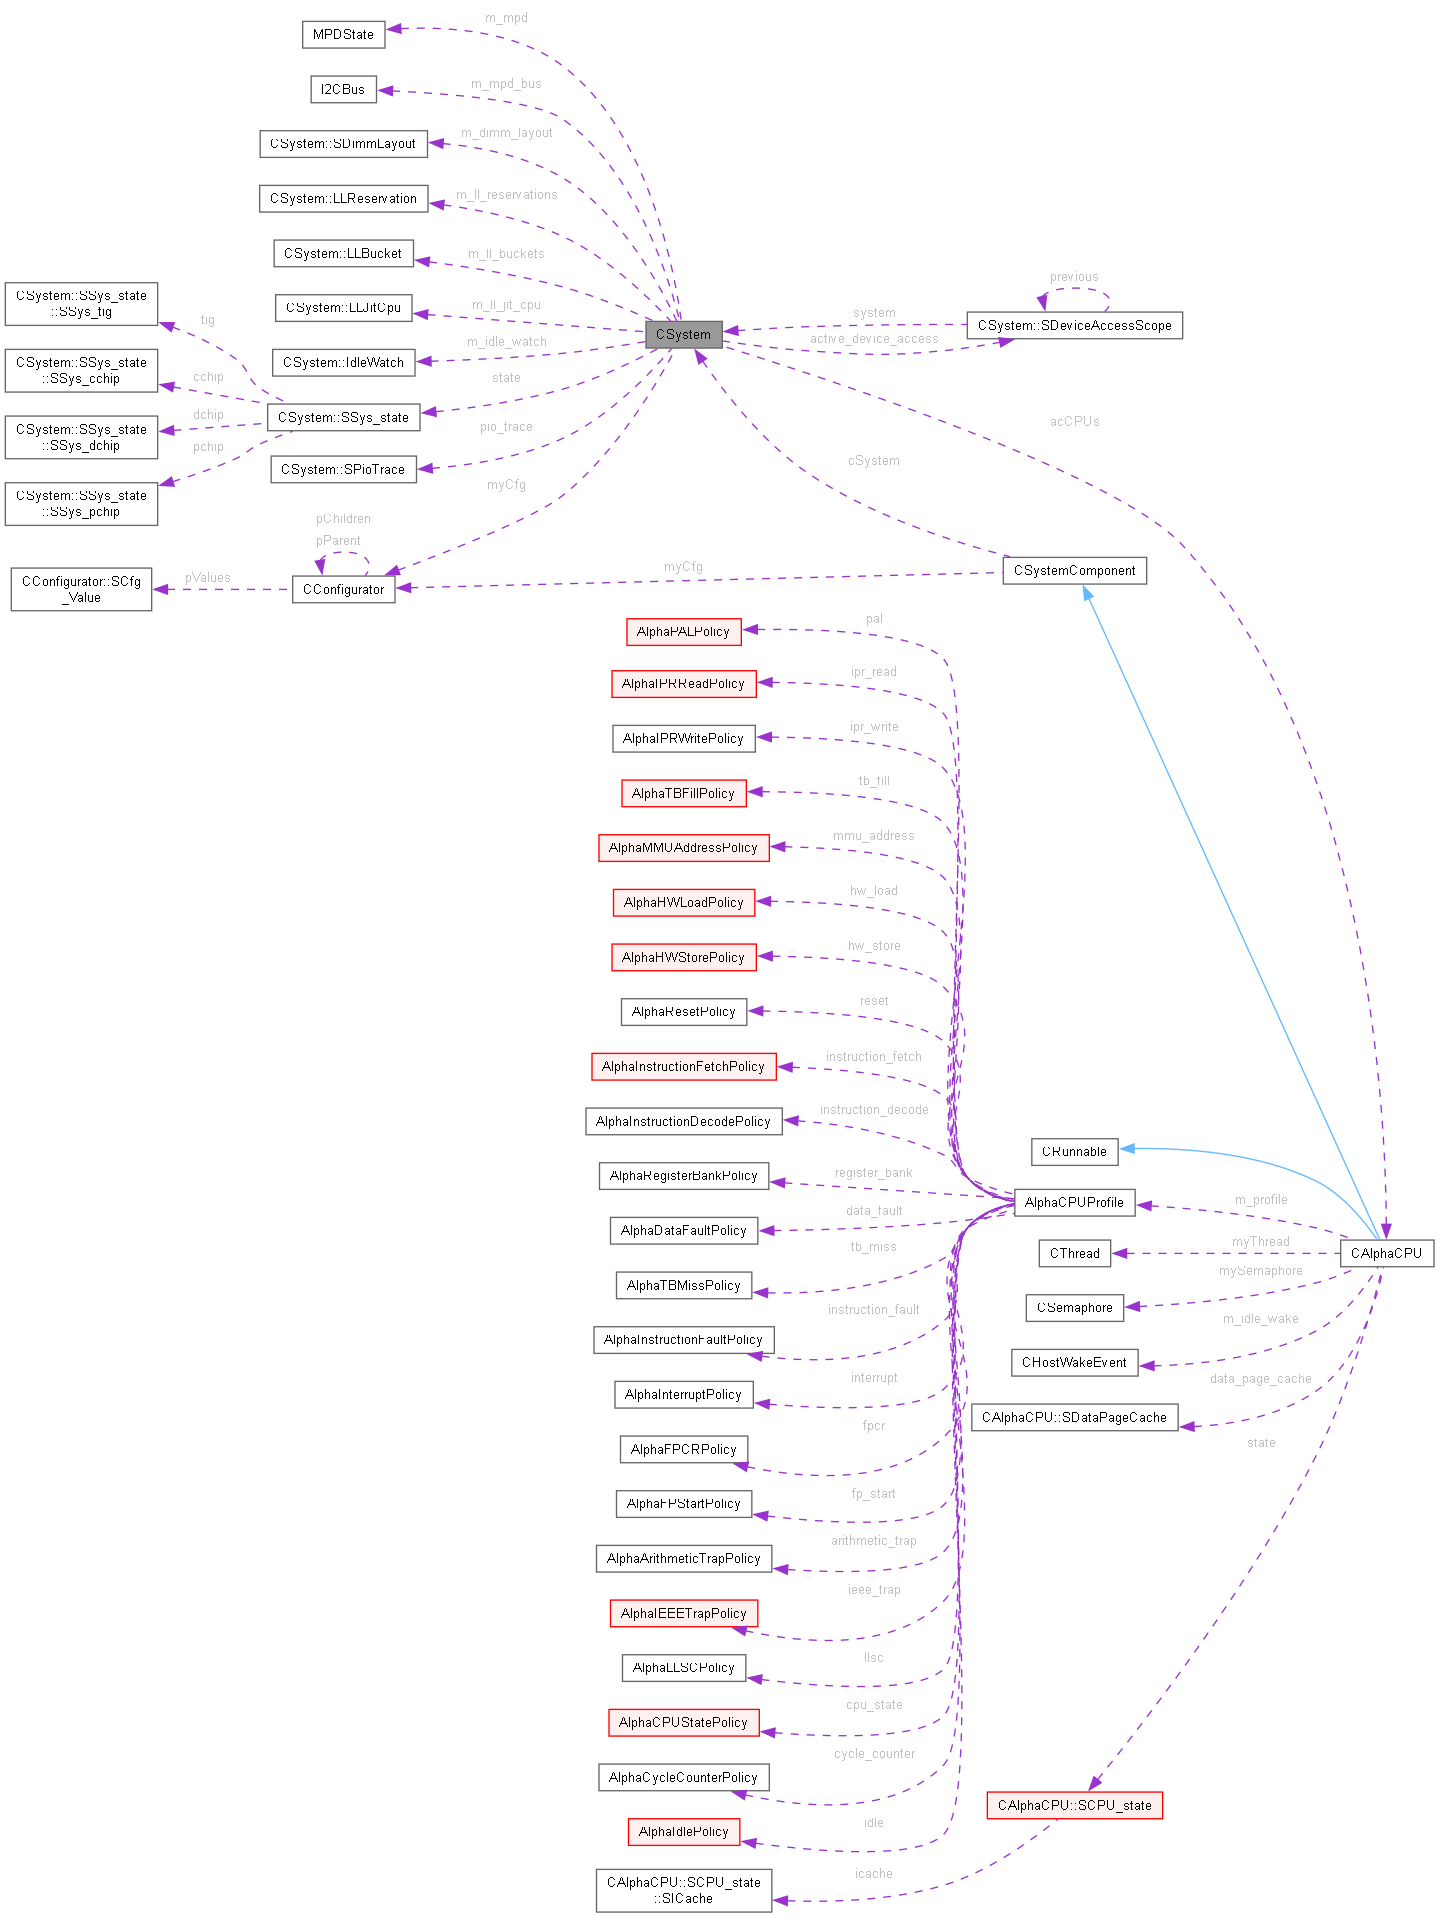 m_mpd
MPDState
I2CBus
m_mpd_bus
CSystem::SDimmLayout
m_dimm_layout
CSystem::LLReservation
m_ll_reservations
CSystem::LLBucket
m_ll_buckets
CSystem::LLJitCpu
m_ll_jit_cpu
CSystem::IdleWatch
m_idle_watch
CSystem
CSystem::SSys_state
::SSys_tig
tig
CSystem::SSys_state
::SSys_cchip
cchip
CSystem::SSys_state
::SSys_dchip
dchip
CSystem::SSys_state
::SSys_pchip
pchip
CSystem::SSys_state
state
CSystem::SPioTrace
pio_trace
myCfg
previous
system
active_device_access
CSystem::SDeviceAccessScope
acCPUs
cSystem
pChildren
pParent
CConfigurator::SCfg
_Value
pValues
CConfigurator
myCfg
CSystemComponent
AlphaPALPolicy
pal
AlphaIPRReadPolicy
ipr_read
AlphaIPRWritePolicy
ipr_write
AlphaTBFillPolicy
tb_fill
AlphaMMUAddressPolicy
mmu_address
AlphaHWLoadPolicy
hw_load
AlphaHWStorePolicy
hw_store
AlphaResetPolicy
reset
AlphaInstructionFetchPolicy
instruction_fetch
AlphaInstructionDecodePolicy
instruction_decode
AlphaRegisterBankPolicy
register_bank
AlphaDataFaultPolicy
data_fault
AlphaTBMissPolicy
tb_miss
AlphaInstructionFaultPolicy
instruction_fault
AlphaInterruptPolicy
interrupt
AlphaFPCRPolicy
fpcr
AlphaFPStartPolicy
fp_start
AlphaArithmeticTrapPolicy
arithmetic_trap
AlphaIEEETrapPolicy
ieee_trap
AlphaLLSCPolicy
llsc
AlphaCPUStatePolicy
cpu_state
AlphaCycleCounterPolicy
cycle_counter
AlphaIdlePolicy
idle
CAlphaCPU::SCPU_state
::SICache
icache
CRunnable
AlphaCPUProfile
m_profile
CThread
myThread
CAlphaCPU
CSemaphore
mySemaphore
CHostWakeEvent
m_idle_wake
CAlphaCPU::SDataPageCache
data_page_cache
state
CAlphaCPU::SCPU_state